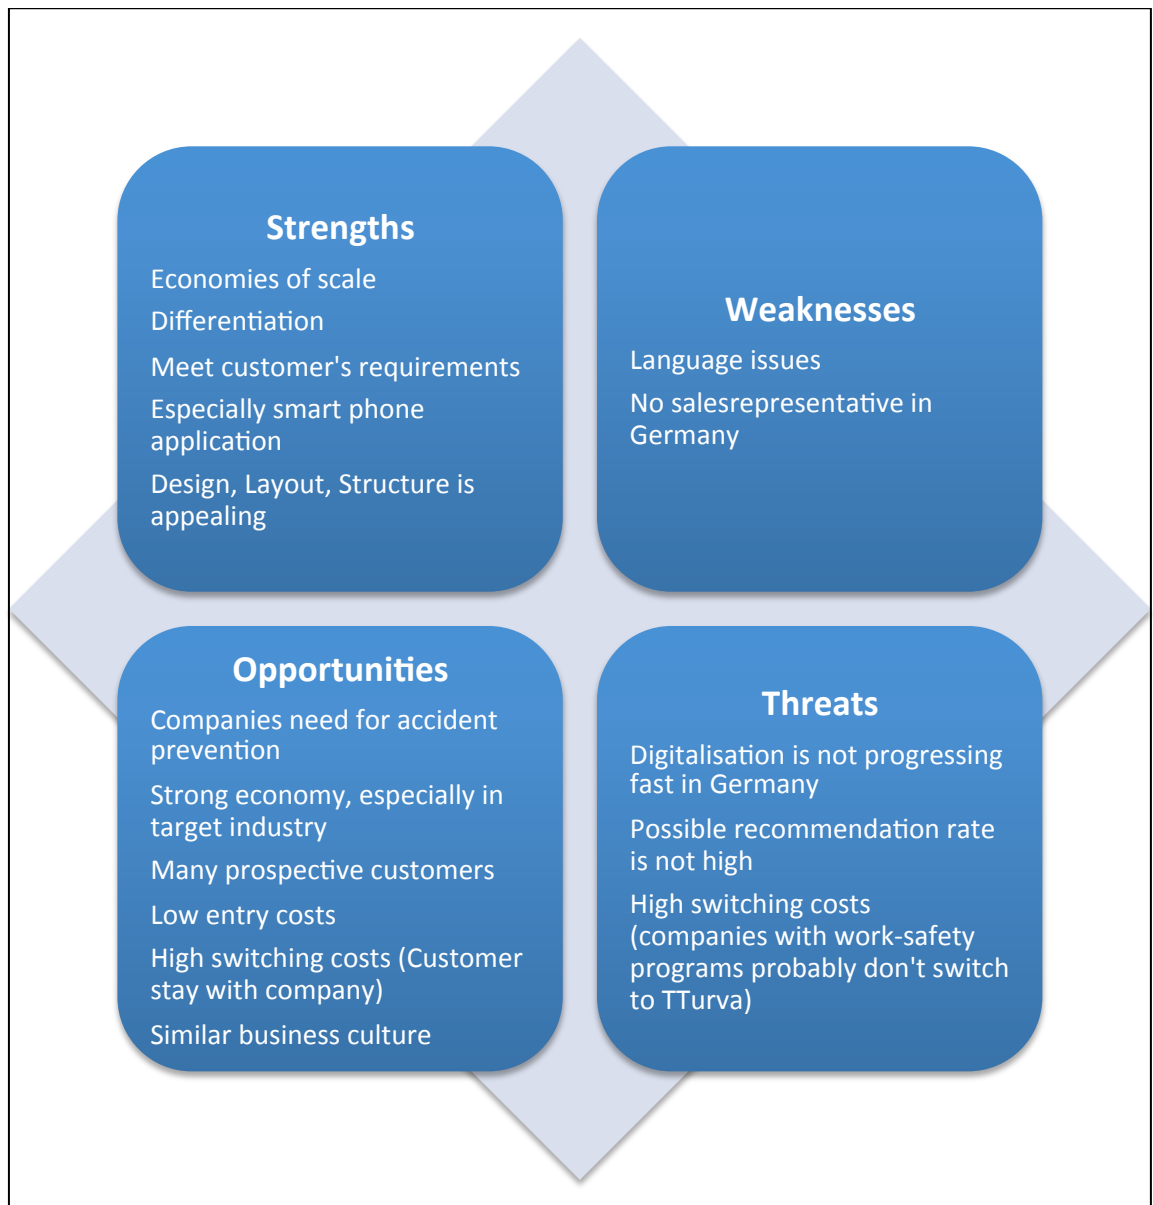 Strengths
Economies of scale
Differentiation
Meet customer's requirements
Especially smart phone
application
Design, Layout, Structure is
appealing
Weaknesses
Language issues
No salesrepresentative in
Germany
Opportunities
Companies need for accident
prevention
Strong economy, especially in
target industry
Many prospective customers
Low entry costs
High switching costs (Customer
stay with company)
Similar business culture
Threats
Digitalisation is not progressing
fast in Germany
Possible recommendation rate
is not high
High switching costs
(companies with work-safety
programs probably don't switch
to TTurva)